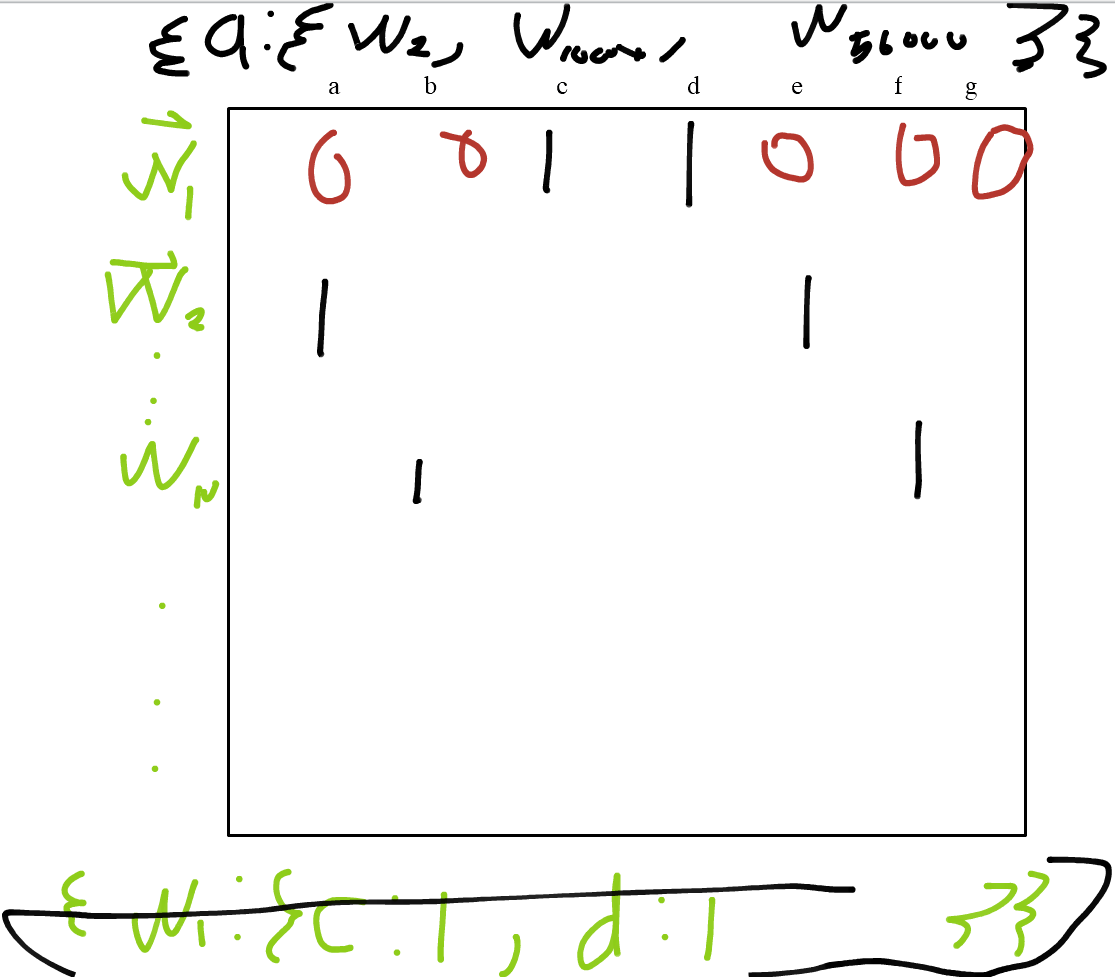 {a:{w₂, w₁₀₀₄, w₅₆₀₀₀}}
a b c d e f g
w₁ 0 0 1 1 0 0 0
w₂ 1 1
wₙ 1 1
{w₁:{c:1, d:1 }}